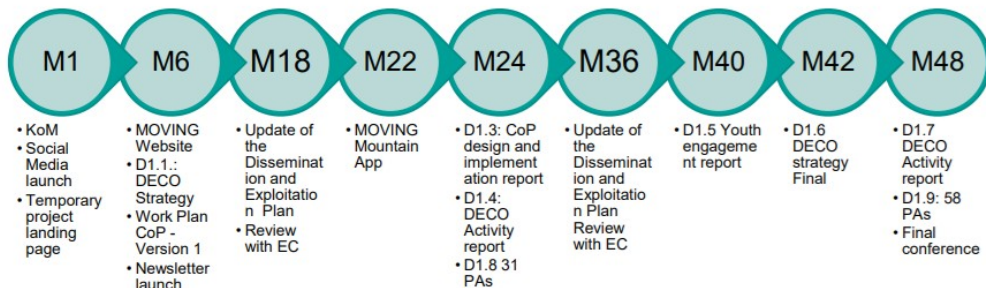 M1
M6
M18
M22
M24
M36
M40
M42
M48
• KoM
• Social
Media
launch
• Temporary
project
landing
page
• MOVING
Website
• D1.1.:
DECO
Strategy
• Work Plan
CoP -
Version 1
• Newsletter
launch
• Update of
the
Disseminat
ion and
Exploitatio
n Plan
• Review
with EC
• MOVING
Mountain
App
• D1.3: CoP
design and
implement
ation report
• D1.4:
DECO
Activity
report
• D1.8 31
PAs
• Update of
the
Disseminat
ion and
Exploitatio
n Plan
Review
with EC
• D1.5 Youth
engageme
nt report
• D1.6
DECO
strategy
Final
• D1.7
DECO
Activity
report
• D1.9: 58
PAs
• Final
conference